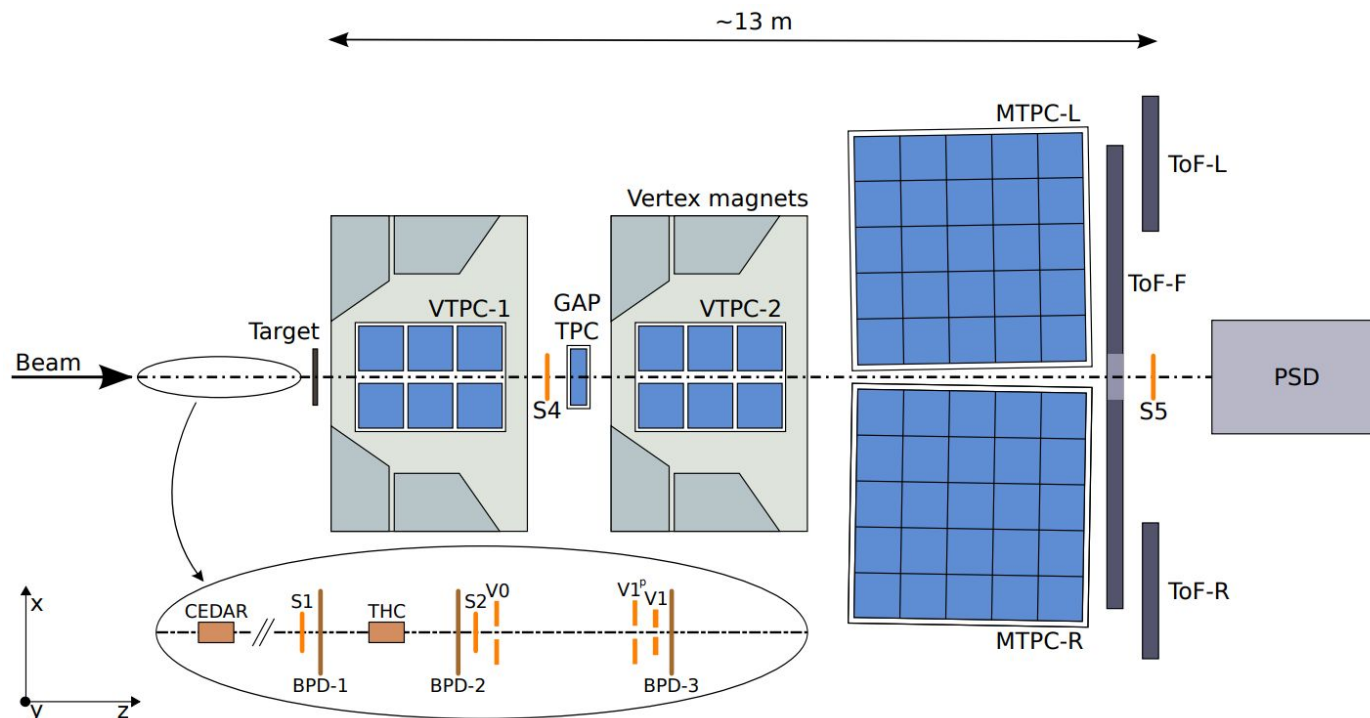 ~13 m
MTPC-L
ToF-L
Vertex magnets
ToF-F
VTPC-1
GAP
TPC
VTPC-2
Target
Beam
S4
S5
PSD
ToF-R
MTPC-R
x
y
z
CEDAR
S1
BPD-1
THC
BPD-2
S2
V0
V1p
V1
BPD-3